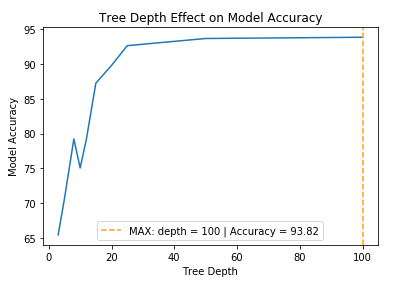 Tree Depth Effect on Model Accuracy
95
90
85
80
75
70
65
Model Accuracy
MAX: depth = 100 | Accuracy = 93.82
0 20 40 60 80 100
Tree Depth